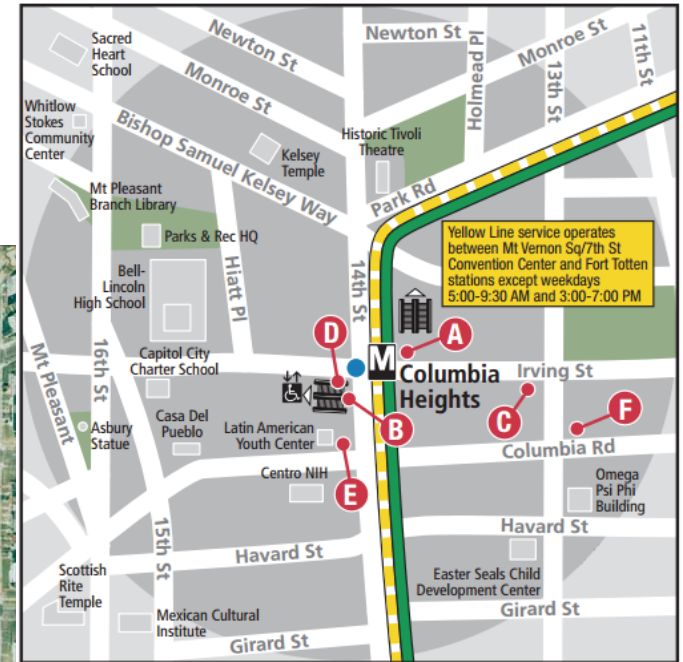 Sacred
Heart
School
Newton St
Newton St
Holmead Pl
Monroe St
11th St
13th St
Monroe St
Whitlow
Stokes
Community
Center
Bishop Samuel Kelsey Way
Kelsey
Temple
Historic Tivoli
Theatre
Park Rd
Mt Pleasant
Branch Library
Parks & Rec HQ
Hiatt Pl
14th St
Yellow Line service operates
between Mt Vernon Sq/7th St
Convention Center and Fort Totten
stations except weekdays
5:00-9:30 AM and 3:00-7:00 PM
Bell-
Lincoln
High School
Mt Pleasant
16th St
Capitol City
Charter School
D
A
M
Columbia
Heights
Irving St
B
C
F
Asbury
Statue
Casa Del
Pueblo
Latin American
Youth Center
Columbia Rd
Centro NIH
E
Omega
Psi Phi
Building
15th St
Havard St
Havard St
Scottish
Rite
Temple
Easter Seals Child
Development Center
Mexican Cultural
Institute
Girard St
Girard St